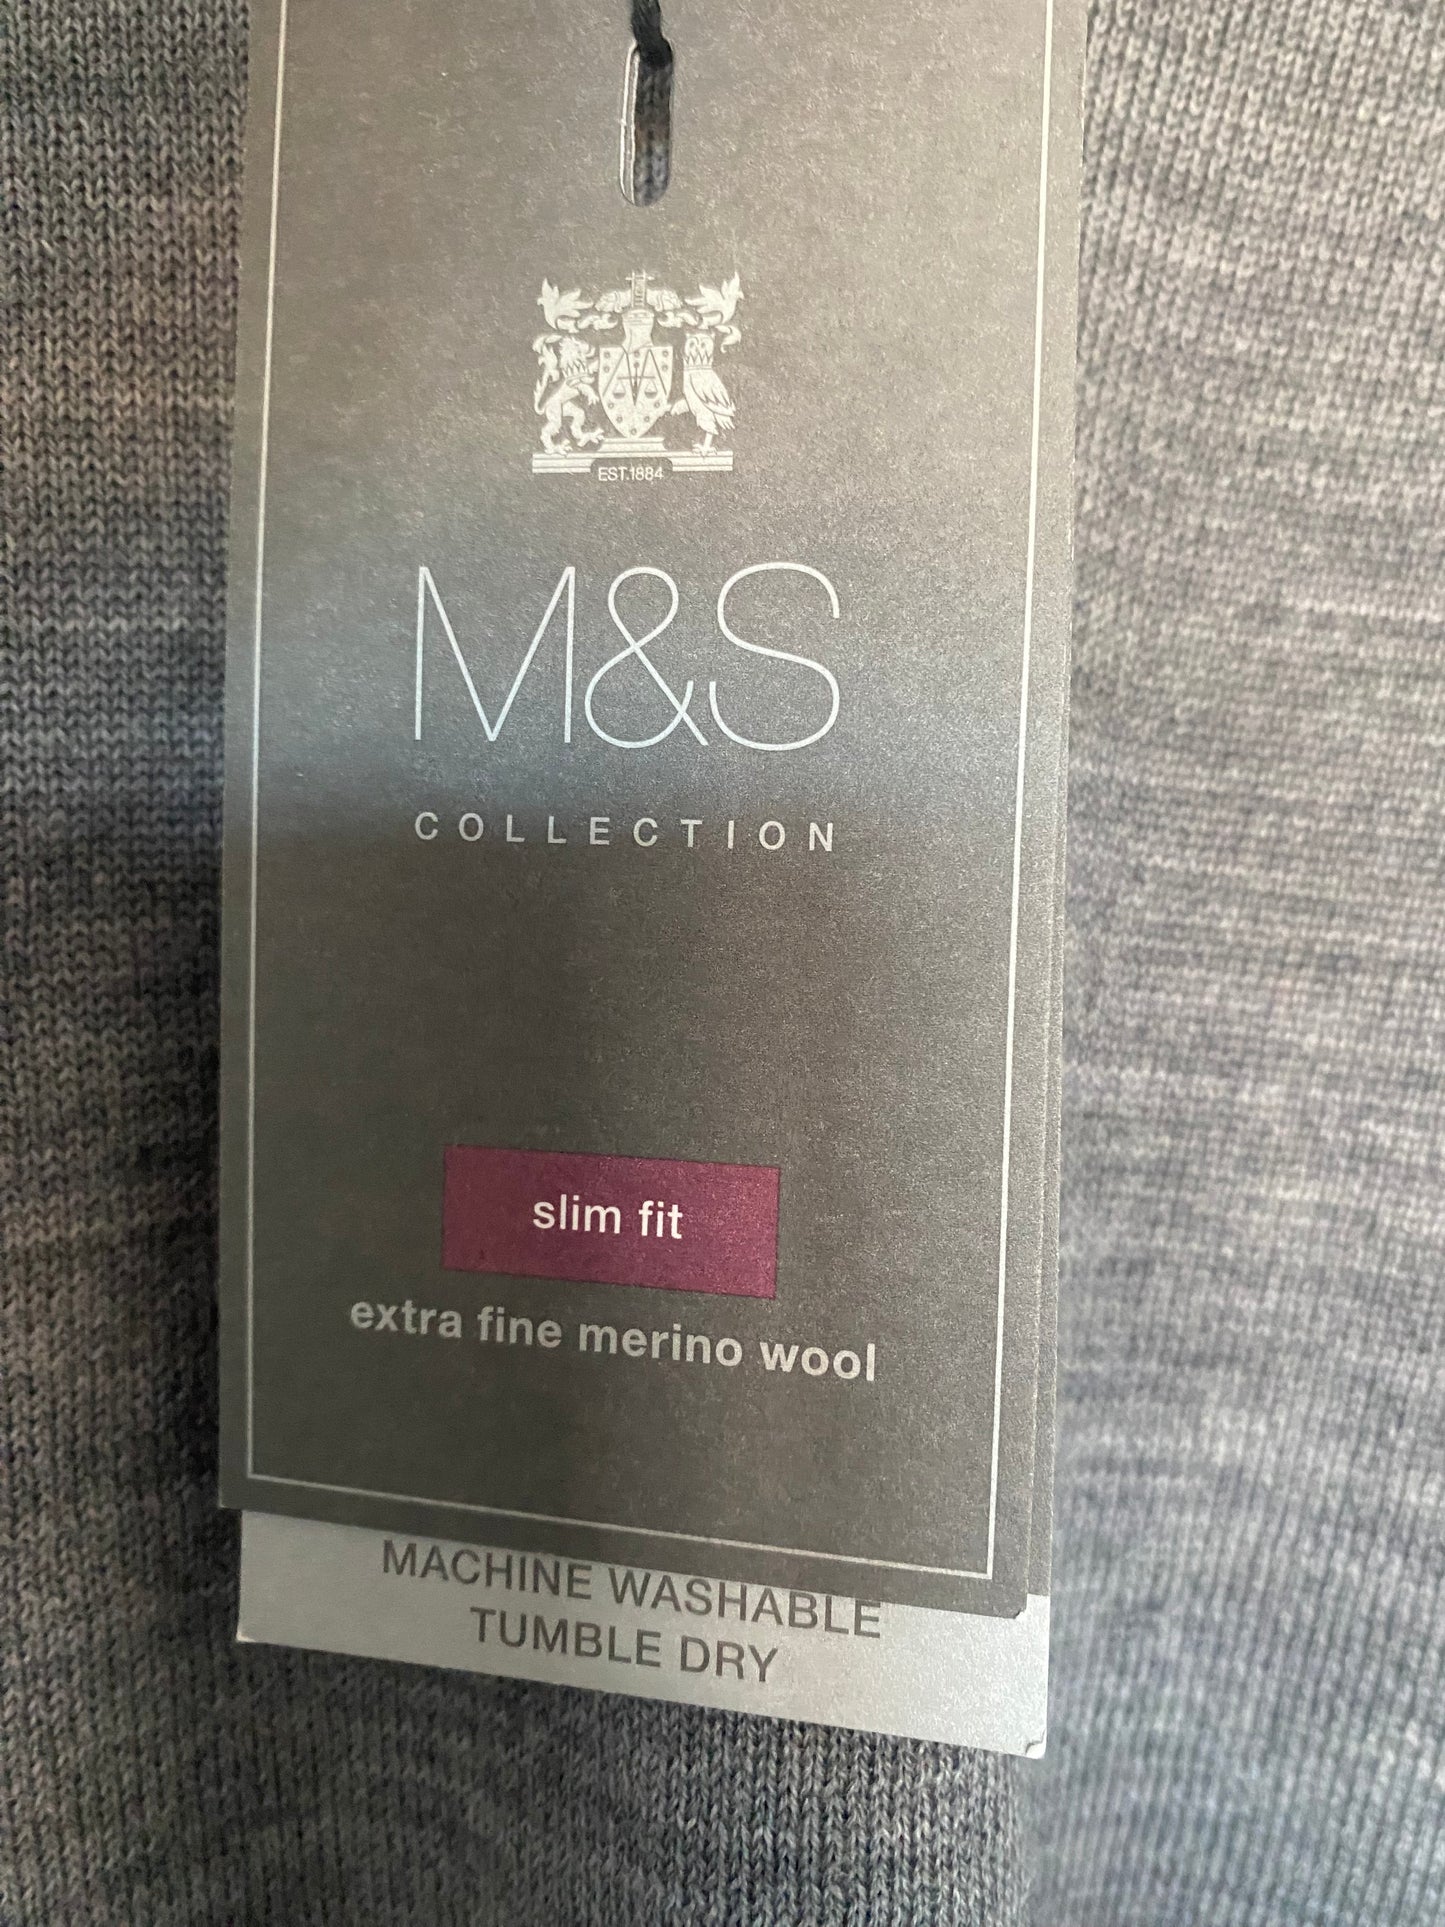 EST.1884
M&S
COLLECTION
slim fit
extra fine merino wool
MACHINE WASHABLE
TUMBLE DRY